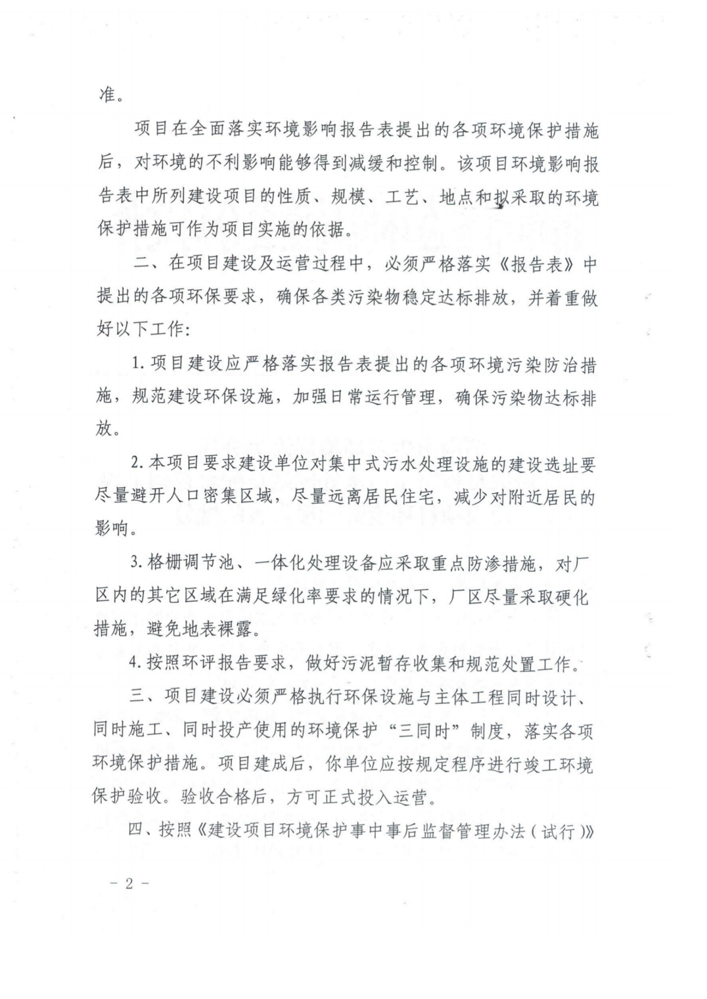 准。
项目在全面落实环境影响报告表提出的各项环境保护措施
后，对环境的不利影响能够得到减缓和控制。该项目环境影响报
告表中所列建设项目的性质、规模、工艺、地点和拟采取的环境
保护措施可作为项目实施的依据。
二、在项目建设及运营过程中，必须严格落实《报告表》中
提出的各项环保要求，确保各类污染物稳定达标排放，并着重做
好以下工作：
1.项目建设应严格落实报告表提出的各项环境污染防治措
施，规范建设环保设施，加强日常运行管理，确保污染物达标排
放。
2.本项目要求建设单位对集中式污水处理设施的建设选址要
尽量避开人口密集区域，尽量远离居民住宅，减少对附近居民的
影响。
3.格栅调节池、一体化处理设备应采取重点防渗措施，对厂
区内的其它区域在满足绿化率要求的情况下，厂区尽量采取硬化
措施，避免地表裸露。
4.按照环评报告要求，做好污泥暂存收集和规范处置工作。
三、项目建设必须严格执行环保设施与主体工程同时设计、
同时施工、同时投产使用的环境保护“三同时”制度，落实各项
环境保护措施。项目建成后，你单位应按规定程序进行竣工环境
保护验收。验收合格后，方可正式投入运营。
四、按照《建设项目环境保护事中事后监督管理办法（试行）》
- 2 -